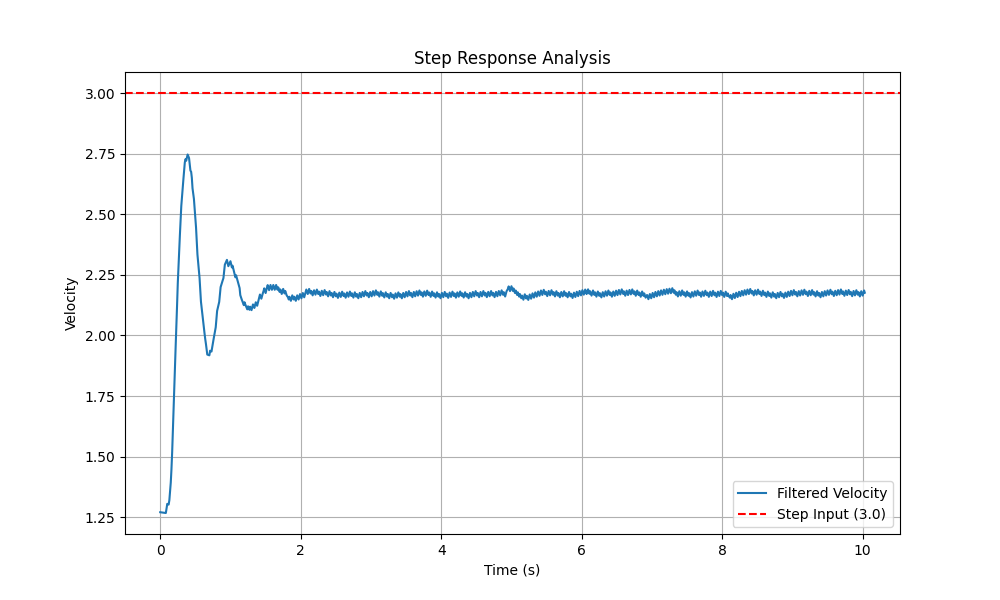 Step Response Analysis
Velocity
3.00
2.75
2.50
2.25
2.00
1.75
1.50
1.25
Filtered Velocity
Step Input (3.0)
0
2
4
6
8
10
Time (s)